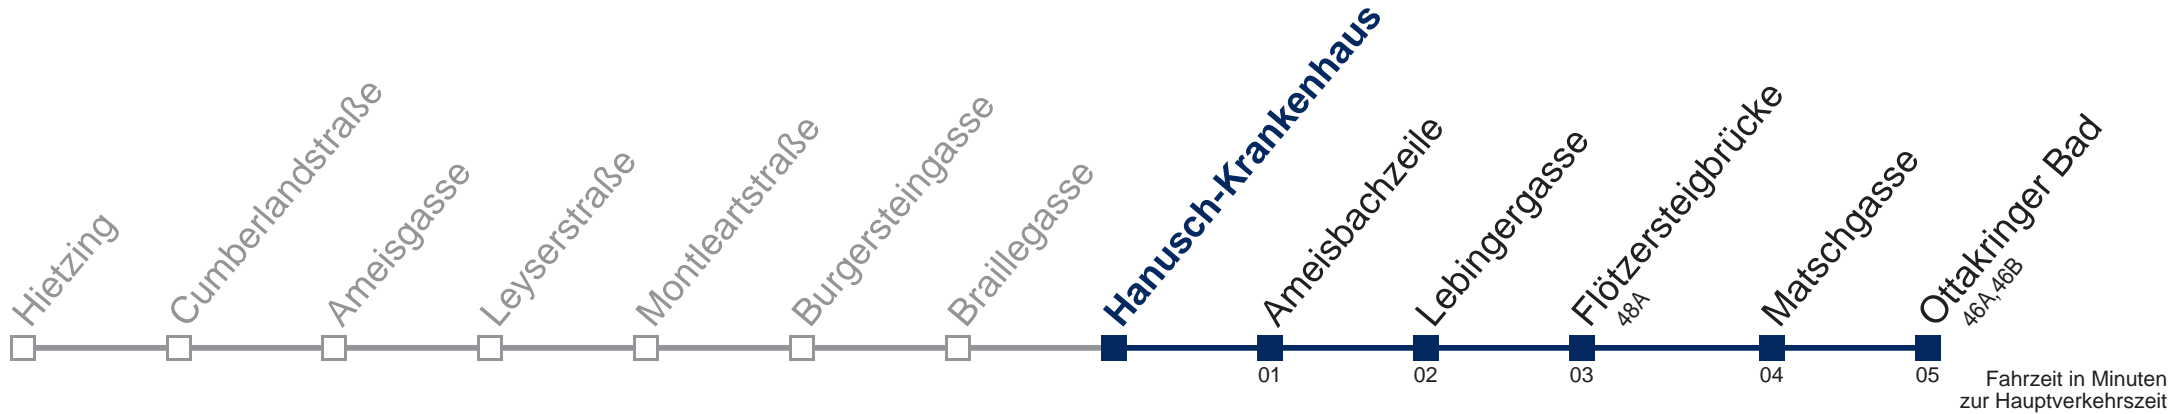 Hietzing
Cumberlandstraße
Ameisgasse
Leyserstraße
Montleartstraße
Burgersteingasse
Braillegasse
Hanusch-Krankenhaus
Ameisbachzeile
Lebingergasse
Flötzersteigbrücke
48A
Matschgasse
Ottakringer Bad
46A, 46B
01
02
03
04
05
Fahrzeit in Minuten
zur Hauptverkehrszeit